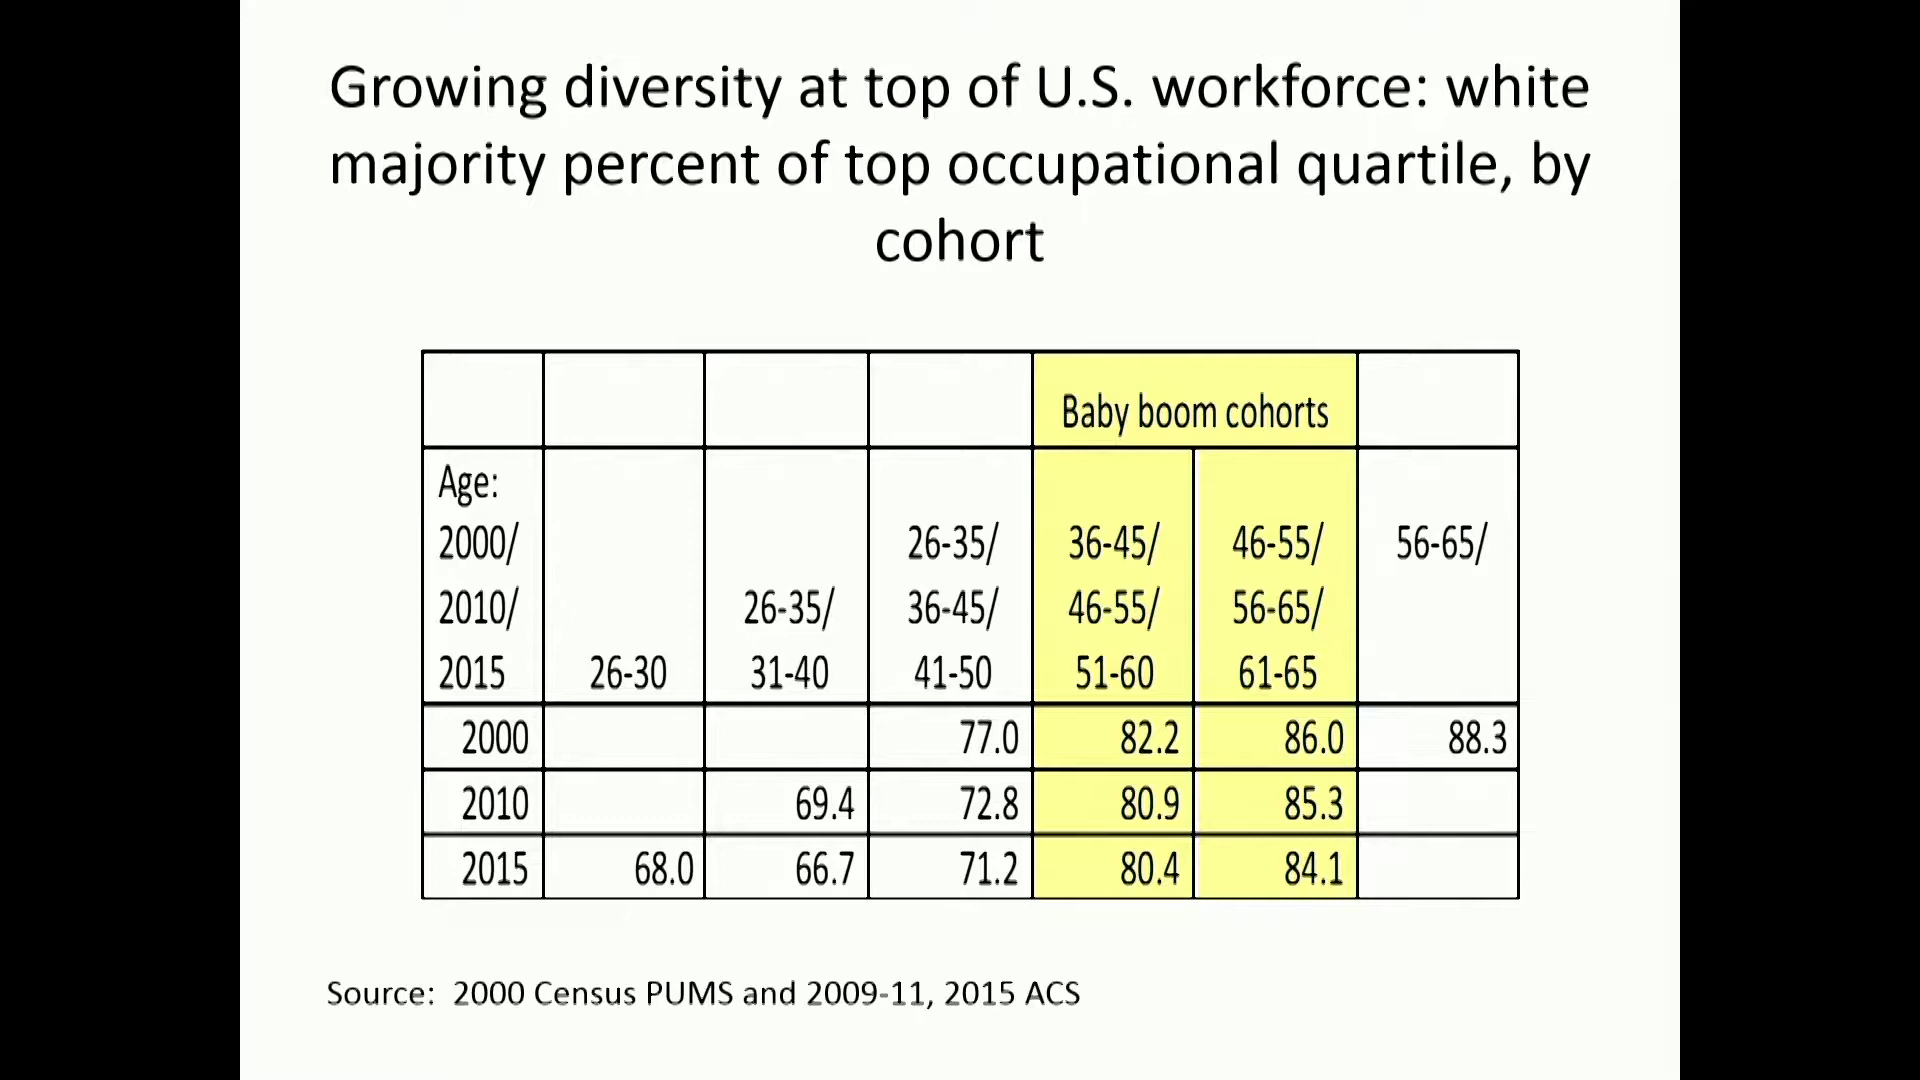 Growing diversity at top of U.S. workforce: white
majority percent of top occupational quartile, by
cohort
Baby boom cohorts
Age:
2000/ 26-35/ 36-45/ 46-55/ 56-65/
2010/ 26-35/ 36-45/ 46-55/ 56-65/
2015 26-30 31-40 41-50 51-60 61-65
2000 77.0 82.2 86.0 88.3
2010 69.4 72.8 80.9 85.3
2015 68.0 66.7 71.2 80.4 84.1
Source: 2000 Census PUMS and 2009-11, 2015 ACS